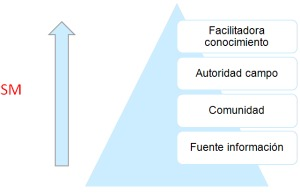 SM
Facilitadora
conocimiento
Autoridad campo
Comunidad
Fuente información